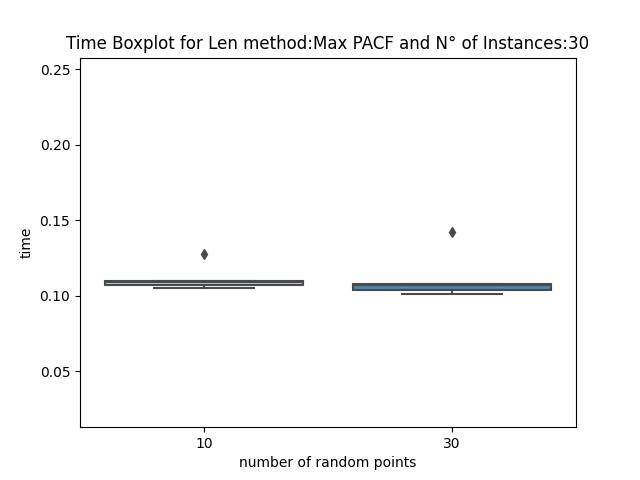 Time Boxplot for Len method:Max PACF and N° of Instances:30
0.25
0.20
0.15
0.10
0.05
time
10 30
number of random points